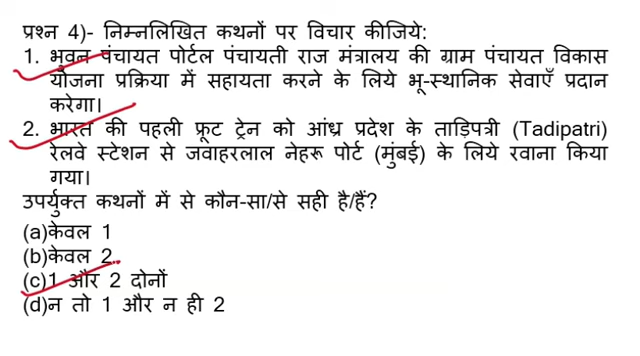 प्रश्न 4)- निम्नलिखित कथनों पर विचार कीजिये:
1. भुवन पंचायत पोर्टल पंचायती राज मंत्रालय की ग्राम पंचायत विकास
योजना प्रक्रिया में सहायता करने के लिये भू-स्थानिक सेवाएँ प्रदान
करेगा।
2. भारत की पहली फ्रूट ट्रेन को आंध्र प्रदेश के ताड़िपत्री (Tadipatri)
रेलवे स्टेशन से जवाहरलाल नेहरू पोर्ट (मुंबई) के लिये रवाना किया
गया।
उपर्युक्त कथनों में से कौन-सा/से सही है/हैं?
(a)केवल 1
(b)केवल 2
(c)1 और 2 दोनों
(d)न तो 1 और न ही 2